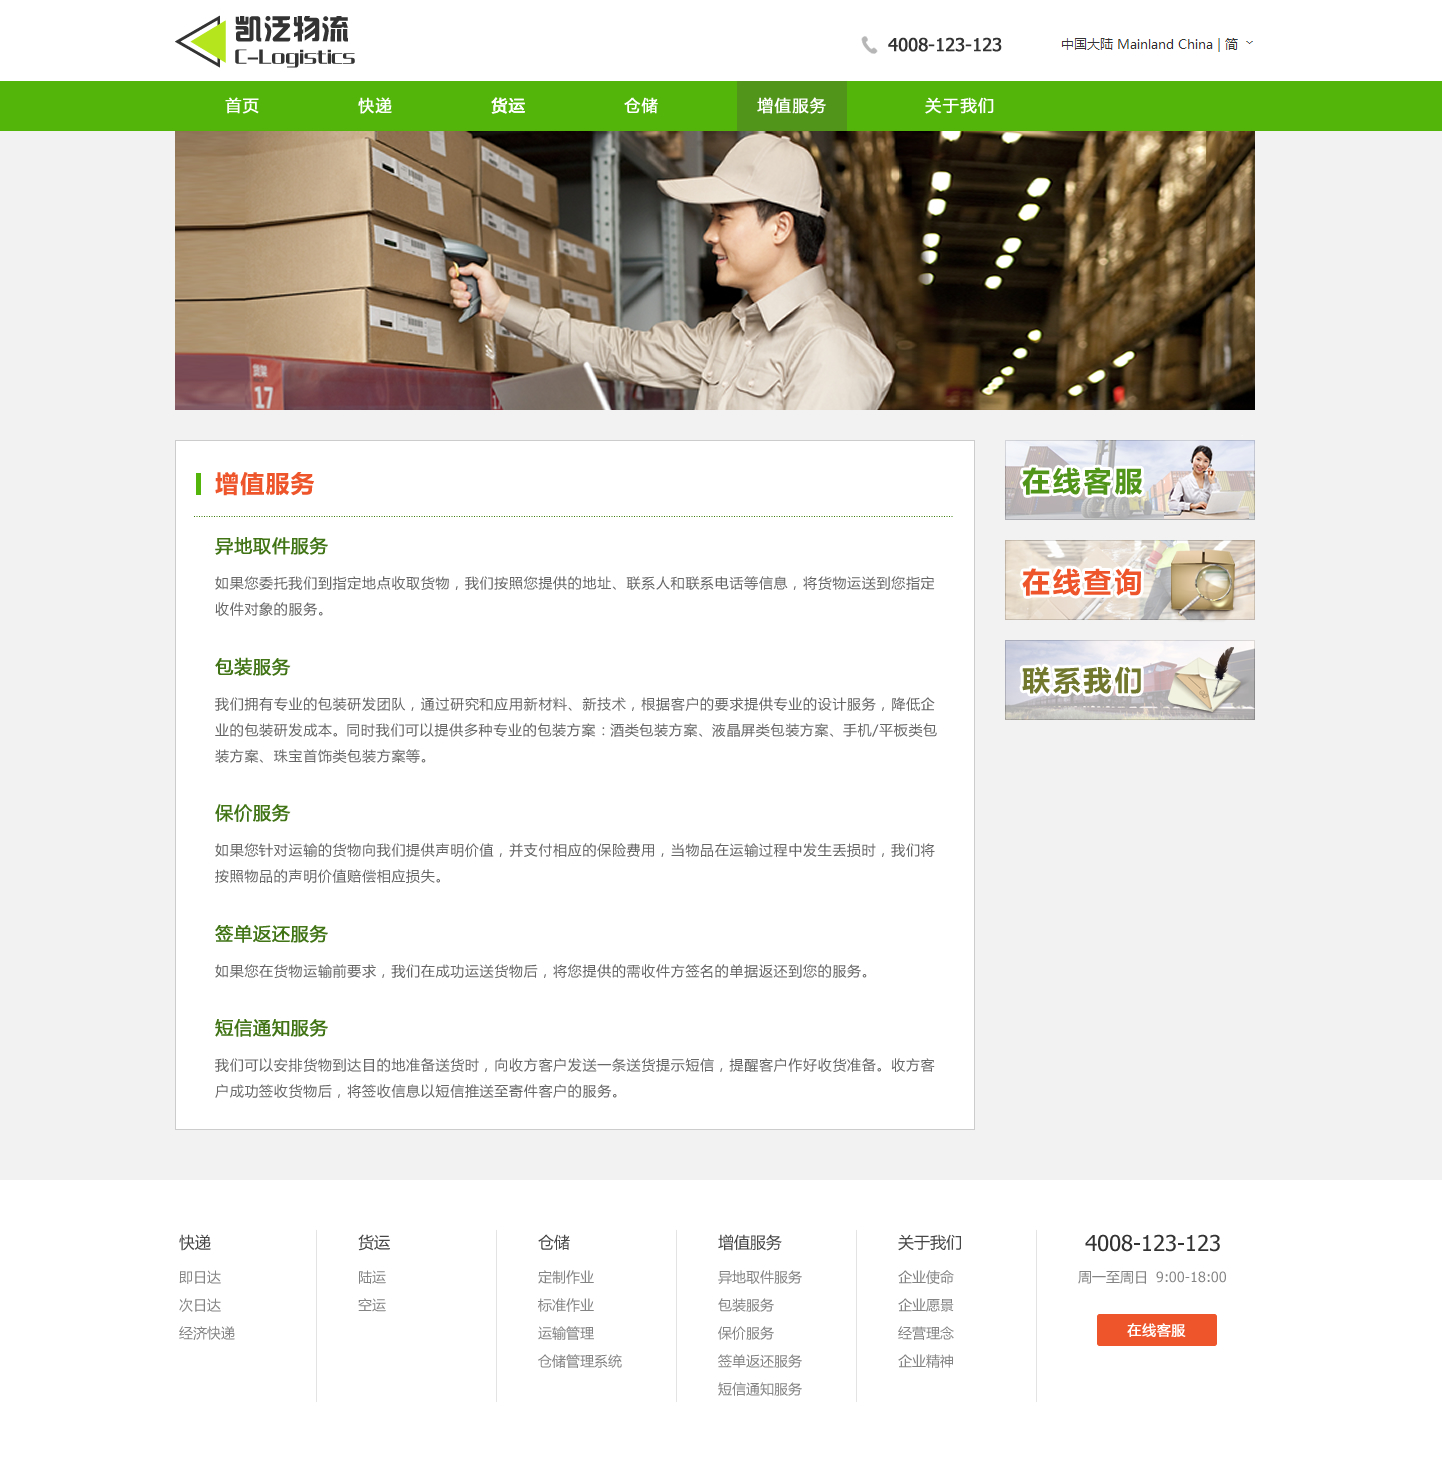 凯泛物流
C-Logistics
4008-123-123
中国大陆 Mainland China | 简
首页
快递
货运
仓储
增值服务
关于我们
货架
17
增值服务
异地取件服务
如果您委托我们到指定地点收取货物，我们按照您提供的地址、联系人和联系电话等信息，将货物运送到您指定
收件对象的服务。
包装服务
我们拥有专业的包装研发团队，通过研究和应用新材料、新技术，根据客户的要求提供专业的设计服务，降低企
业的包装研发成本。同时我们可以提供多种专业的包装方案：酒类包装方案、液晶屏类包装方案、手机/平板类包
装方案、珠宝首饰类包装方案等。
保价服务
如果您针对运输的货物向我们提供声明价值，并支付相应的保险费用，当物品在运输过程中发生丢损时，我们将
按照物品的声明价值赔偿相应损失。
签单返还服务
如果您在货物运输前要求，我们在成功运送货物后，将您提供的需收件方签名的单据返还到您的服务。
短信通知服务
我们可以安排货物到达目的地准备送货时，向收方客户发送一条送货提示短信，提醒客户作好收货准备。收方客
户成功签收货物后，将签收信息以短信推送至寄件客户的服务。
在线客服
在线查询
联系我们
快递
即日达
次日达
经济快递
货运
陆运
空运
仓储
定制作业
标准作业
运输管理
仓储管理系统
增值服务
异地取件服务
包装服务
保价服务
签单返还服务
短信通知服务
关于我们
企业使命
企业愿景
经营理念
企业精神
4008-123-123
周一至周日 9:00-18:00
在线客服